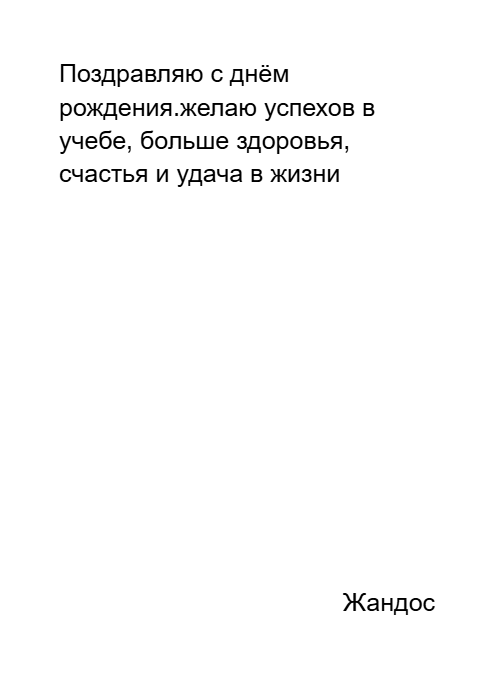 Поздравляю с днём
рождения.желаю успехов в
учебе, больше здоровья,
счастья и удача в жизни
Жандос